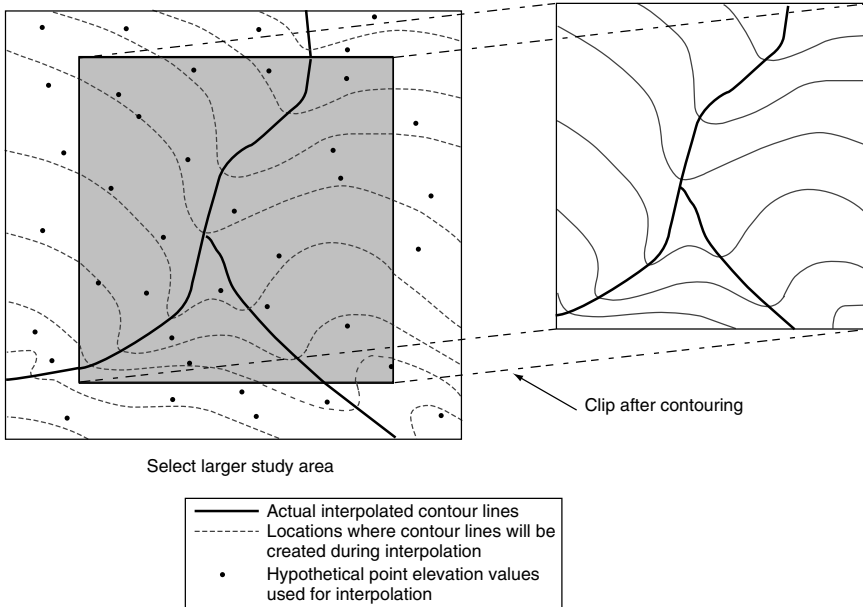 Clip after contouring
Select larger study area
Actual interpolated contour lines
Locations where contour lines will be
created during interpolation
Hypothetical point elevation values
used for interpolation